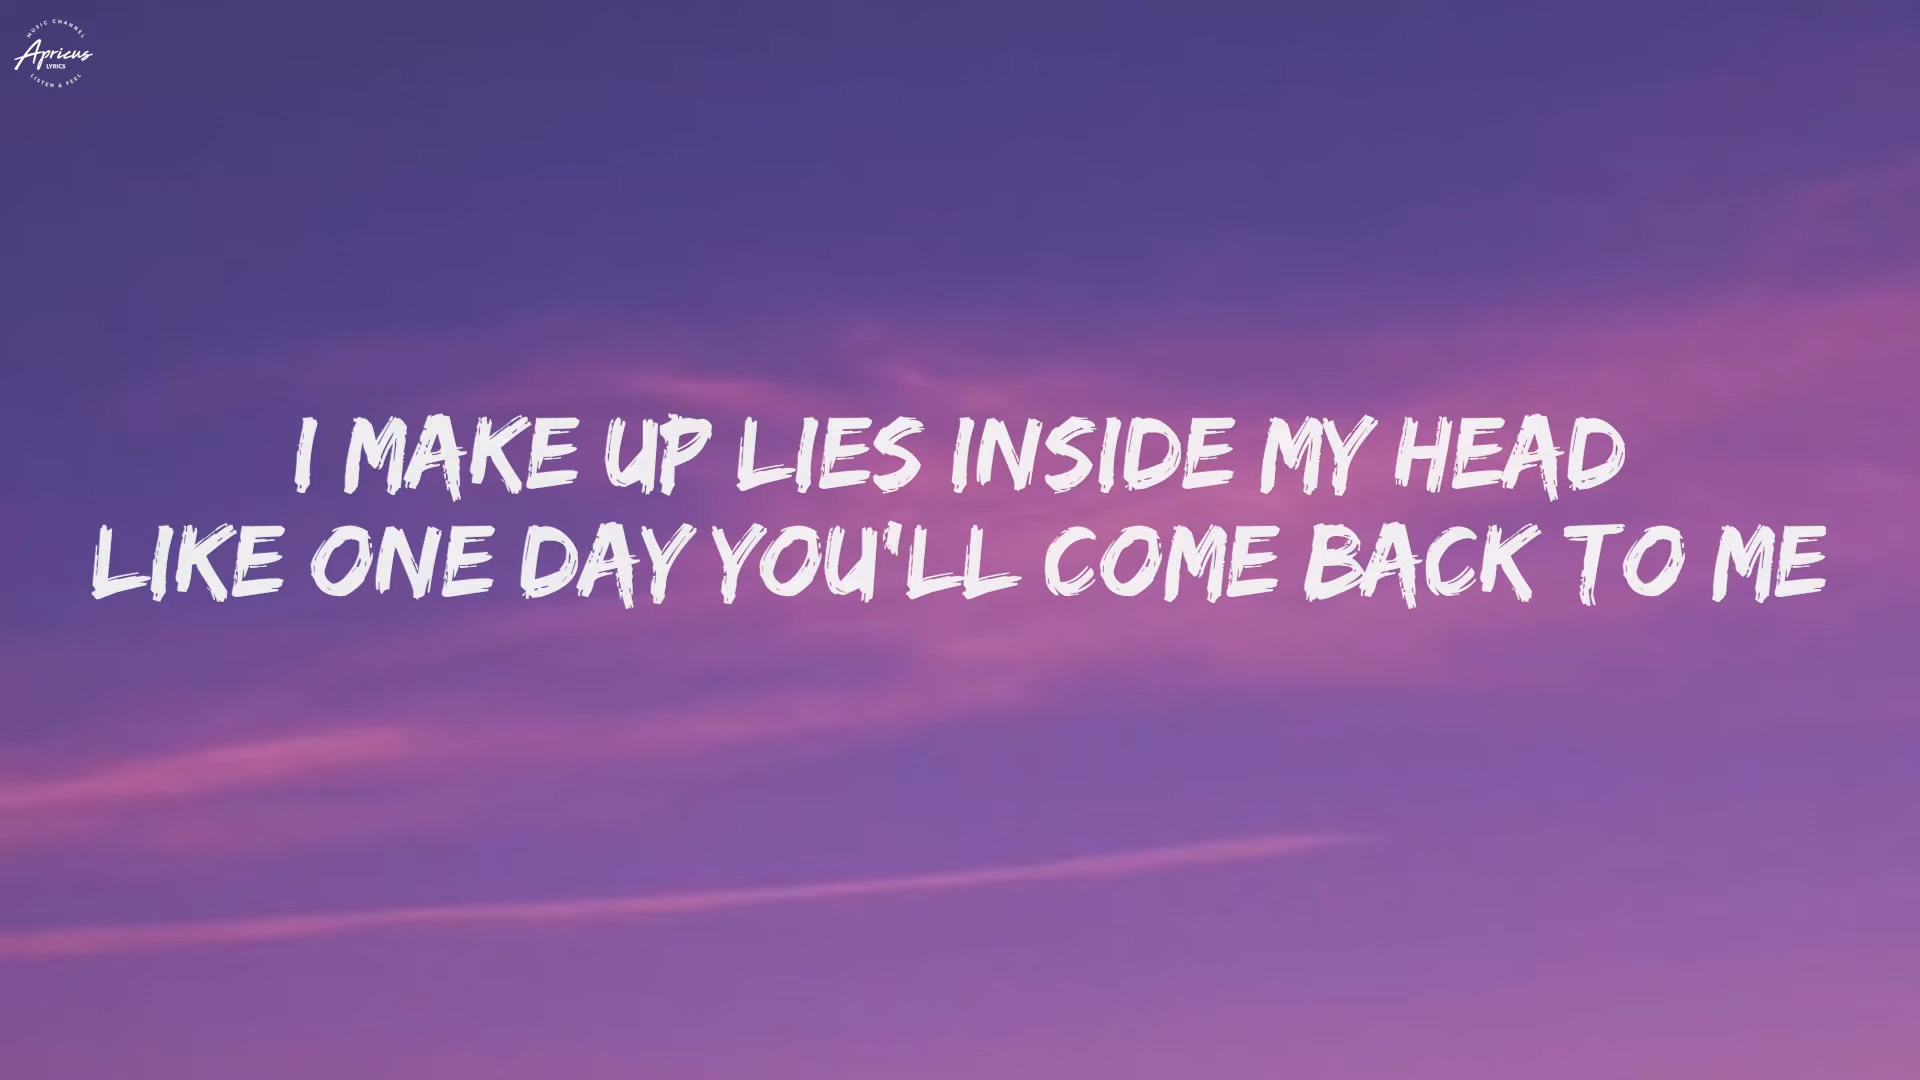 MUSIC CHANNEL
Apricus
LYRICS
LISTEN & FEEL
I MAKE UP LIES INSIDE MY HEAD
LIKE ONE DAY YOU'LL COME BACK TO ME